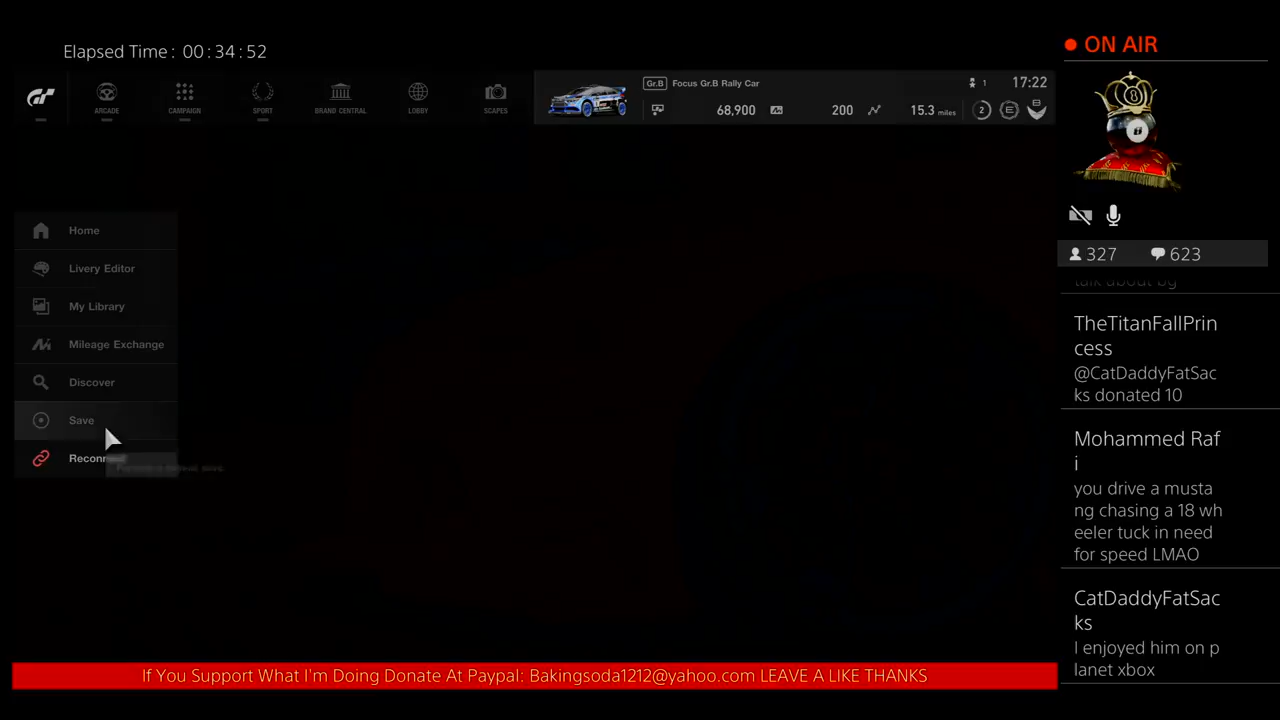 Elapsed Time: 00:34:52
ON AIR
ARCADE
CAMPAIGN
SPORT
BRAND CENTRAL
LOBBY
SCAPES
Gr.B Focus Gr.B Rally Car
1
17:22
68,900
200
15.3 miles
2
E
Home
Livery Editor
My Library
Mileage Exchange
Discover
Save
Reconn
327
623
talk about bg
TheTitanFallPrin
cess
@CatDaddyFatSac
ks donated 10
Mohammed Raf
i
you drive a musta
ng chasing a 18 wh
eeler tuck in need
for speed LMAO
CatDaddyFatSac
ks
I enjoyed him on p
lanet xbox
If You Support What I'm Doing Donate At Paypal: Bakingsoda1212@yahoo.com LEAVE A LIKE THANKS